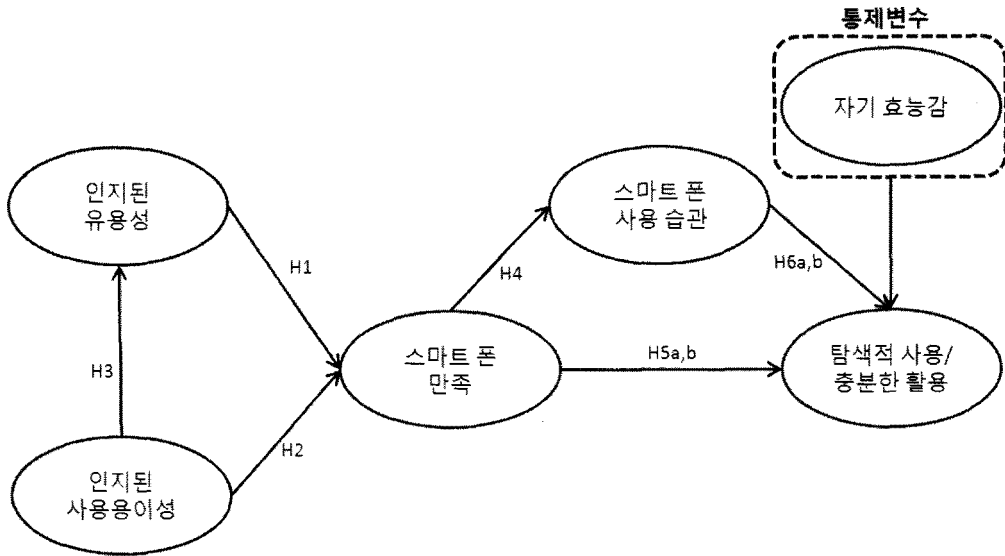 통제변수
자기 효능감
인지된
유용성
스마트 폰
사용 습관
H1
H4
H6a,b
H3
스마트 폰
만족
H5a,b
탐색적 사용/
충분한 활용
H2
인지된
사용용이성